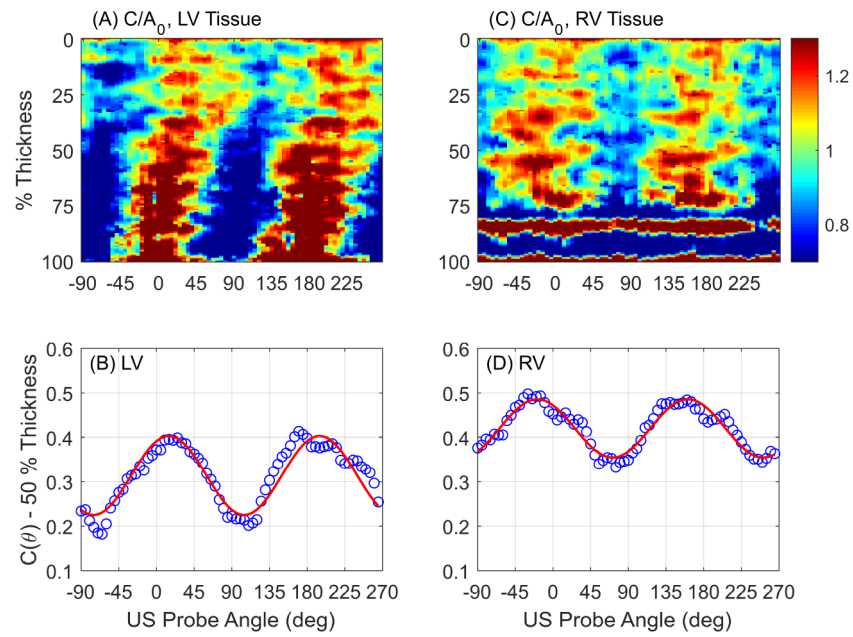 (A) C/A0, LV Tissue
(C) C/A0, RV Tissue
% Thickness
0
25
50
75
100
-90 -45 0 45 90 135 180 225
0
25
50
75
100
-90 -45 0 45 90 135 180 225
1.2
1
0.8
(B) LV
C(θ) - 50 % Thickness
0.6
0.5
0.4
0.3
0.2
0.1
-90 -45 0 45 90 135 180 225 270
US Probe Angle (deg)
(D) RV
0.6
0.5
0.4
0.3
0.2
0.1
-90 -45 0 45 90 135 180 225 270
US Probe Angle (deg)